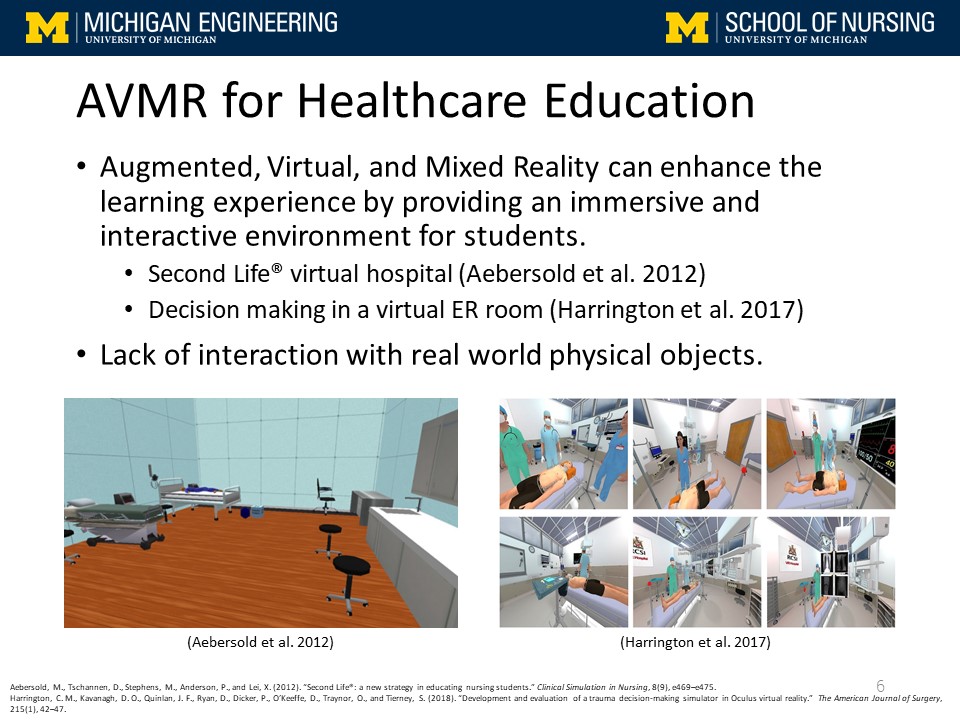 M | MICHIGAN ENGINEERING
UNIVERSITY OF MICHIGAN
M | SCHOOL OF NURSING
UNIVERSITY OF MICHIGAN
AVMR for Healthcare Education
• Augmented, Virtual, and Mixed Reality can enhance the
learning experience by providing an immersive and
interactive environment for students.
• Second Life® virtual hospital (Aebersold et al. 2012)
• Decision making in a virtual ER room (Harrington et al. 2017)
• Lack of interaction with real world physical objects.
100/50
RCSI
RCSI
(Aebersold et al. 2012)
(Harrington et al. 2017)
Aebersold, M., Tschannen, D., Stephens, M., Anderson, P., and Lei, X. (2012). "Second Life®: a new strategy in educating nursing students." Clinical Simulation in Nursing, 8(9), e469–e475.
Harrington, C. M., Kavanagh, D. O., Quinlan, J. F., Ryan, D., Dicker, P., O'Keeffe, D., Traynor, O., and Tierney, S. (2018). "Development and evaluation of a trauma decision-making simulator in Oculus virtual reality." The American Journal of Surgery,
215(1), 42–47.
6